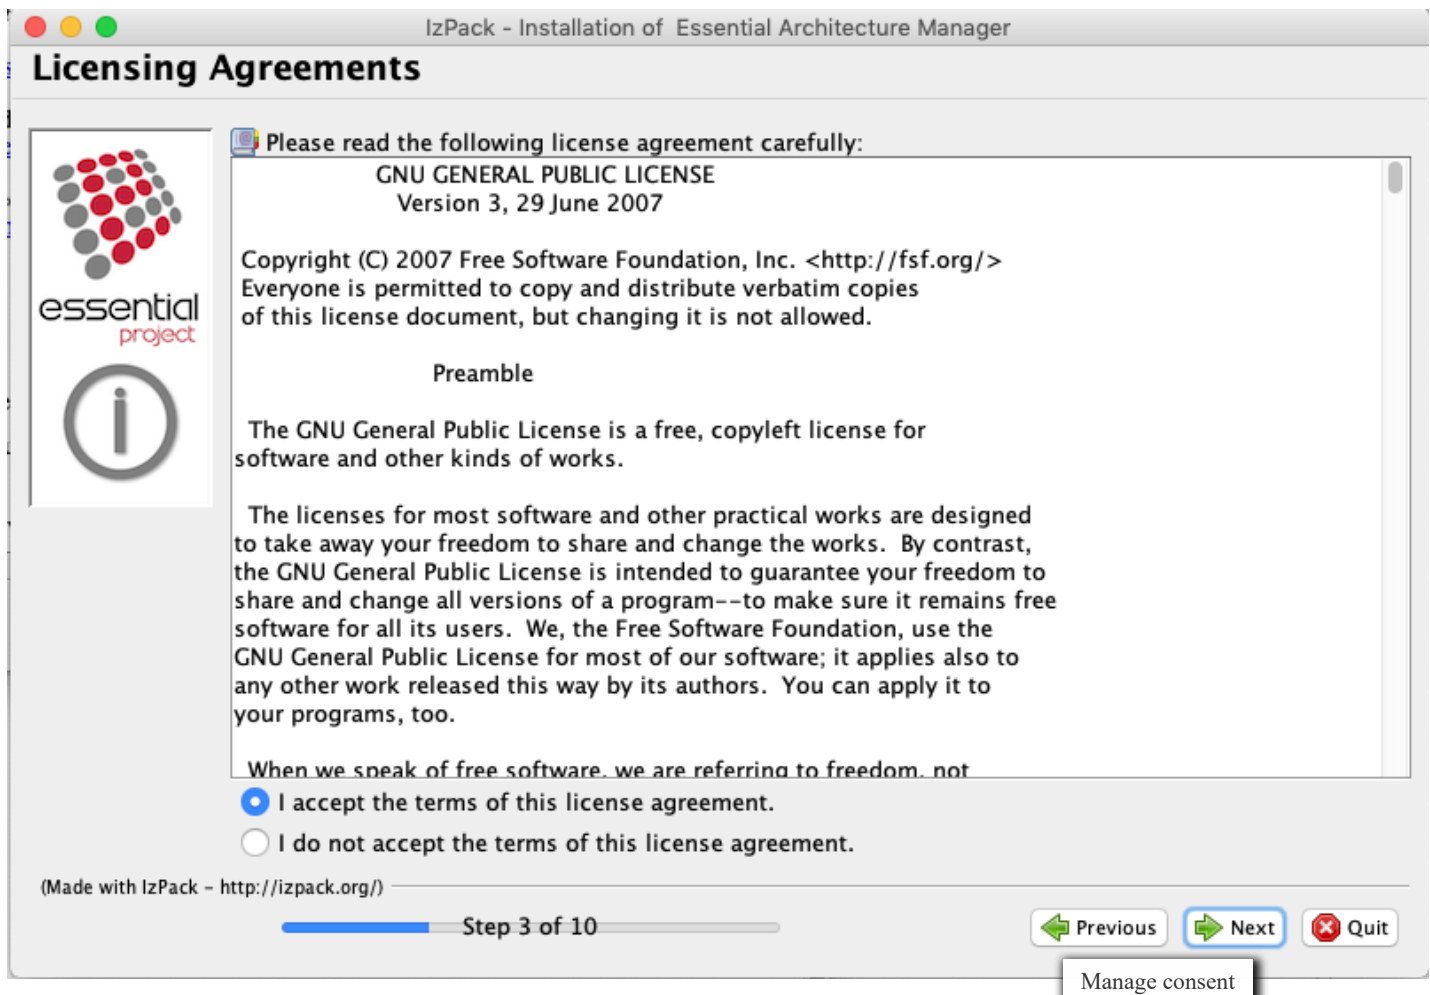 IzPack - Installation of  Essential Architecture Manager
Licensing Agreements
Please read the following license agreement carefully:
GNU GENERAL PUBLIC LICENSE
Version 3, 29 June 2007
Copyright (C) 2007 Free Software Foundation, Inc. <http://fsf.org/>
Everyone is permitted to copy and distribute verbatim copies
of this license document, but changing it is not allowed.
Preamble
The GNU General Public License is a free, copyleft license for
software and other kinds of works.
The licenses for most software and other practical works are designed
to take away your freedom to share and change the works.  By contrast,
the GNU General Public License is intended to guarantee your freedom to
share and change all versions of a program--to make sure it remains free
software for all its users.  We, the Free Software Foundation, use the
GNU General Public License for most of our software; it applies also to
any other work released this way by its authors.  You can apply it to
your programs, too.
When we speak of free software, we are referring to freedom, not
essential
project
i
I accept the terms of this license agreement.
I do not accept the terms of this license agreement.
(Made with IzPack - http://izpack.org/)
Step 3 of 10
Previous
Next
Quit
Manage consent